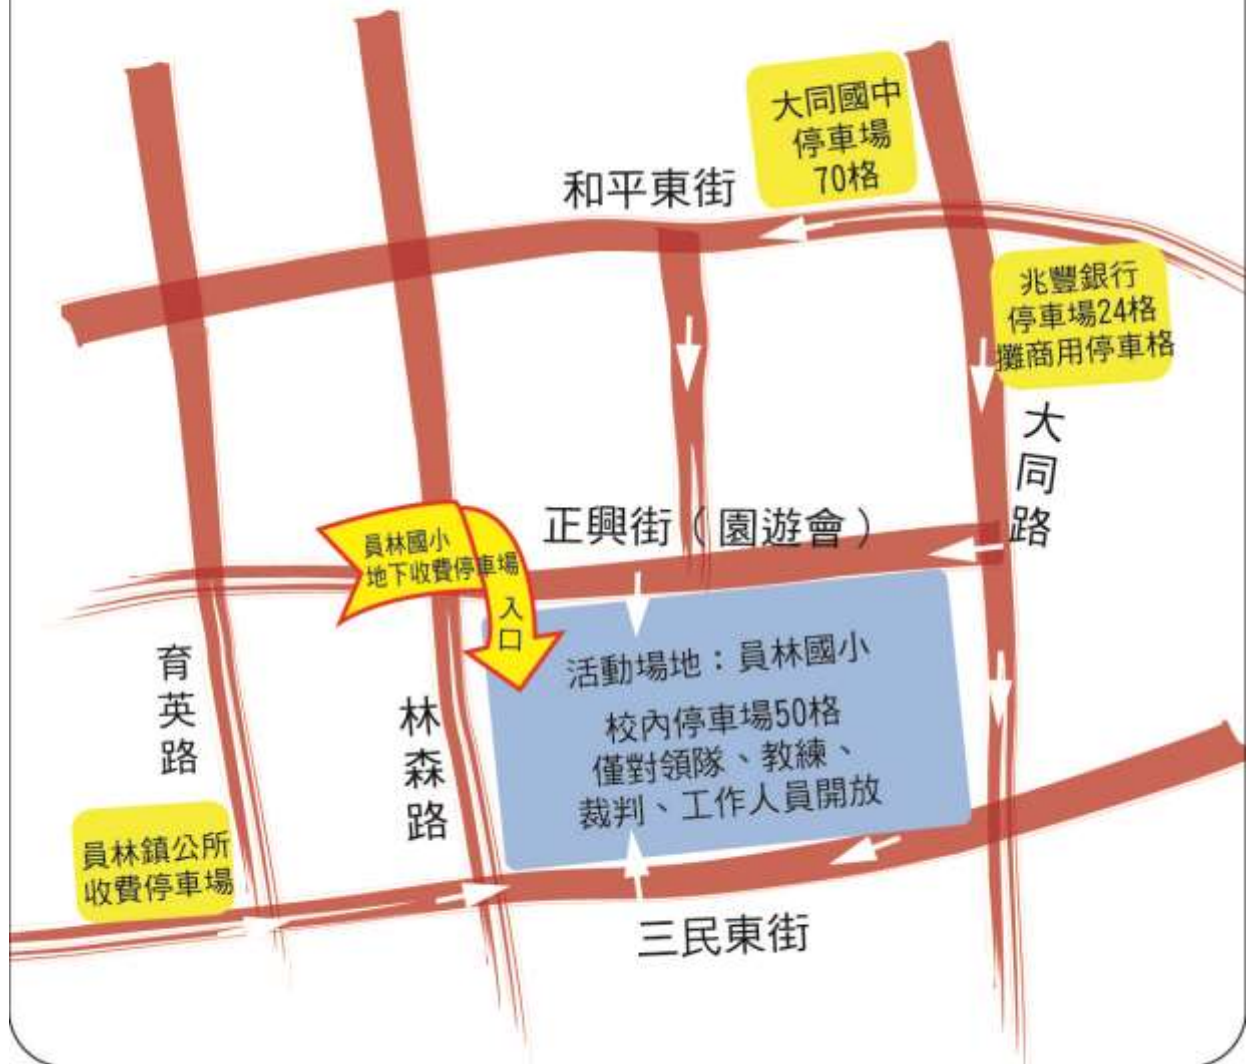 大同國中
停車場
70格
和平東街
兆豐銀行
停車場24格
攤商用停車格
大同路
正興街（園遊會）
員林國小
地下收費停車場
入口
活動場地：員林國小
校內停車場50格
僅對領隊、教練、
裁判、工作人員開放
育英路
林森路
員林鎮公所
收費停車場
三民東街